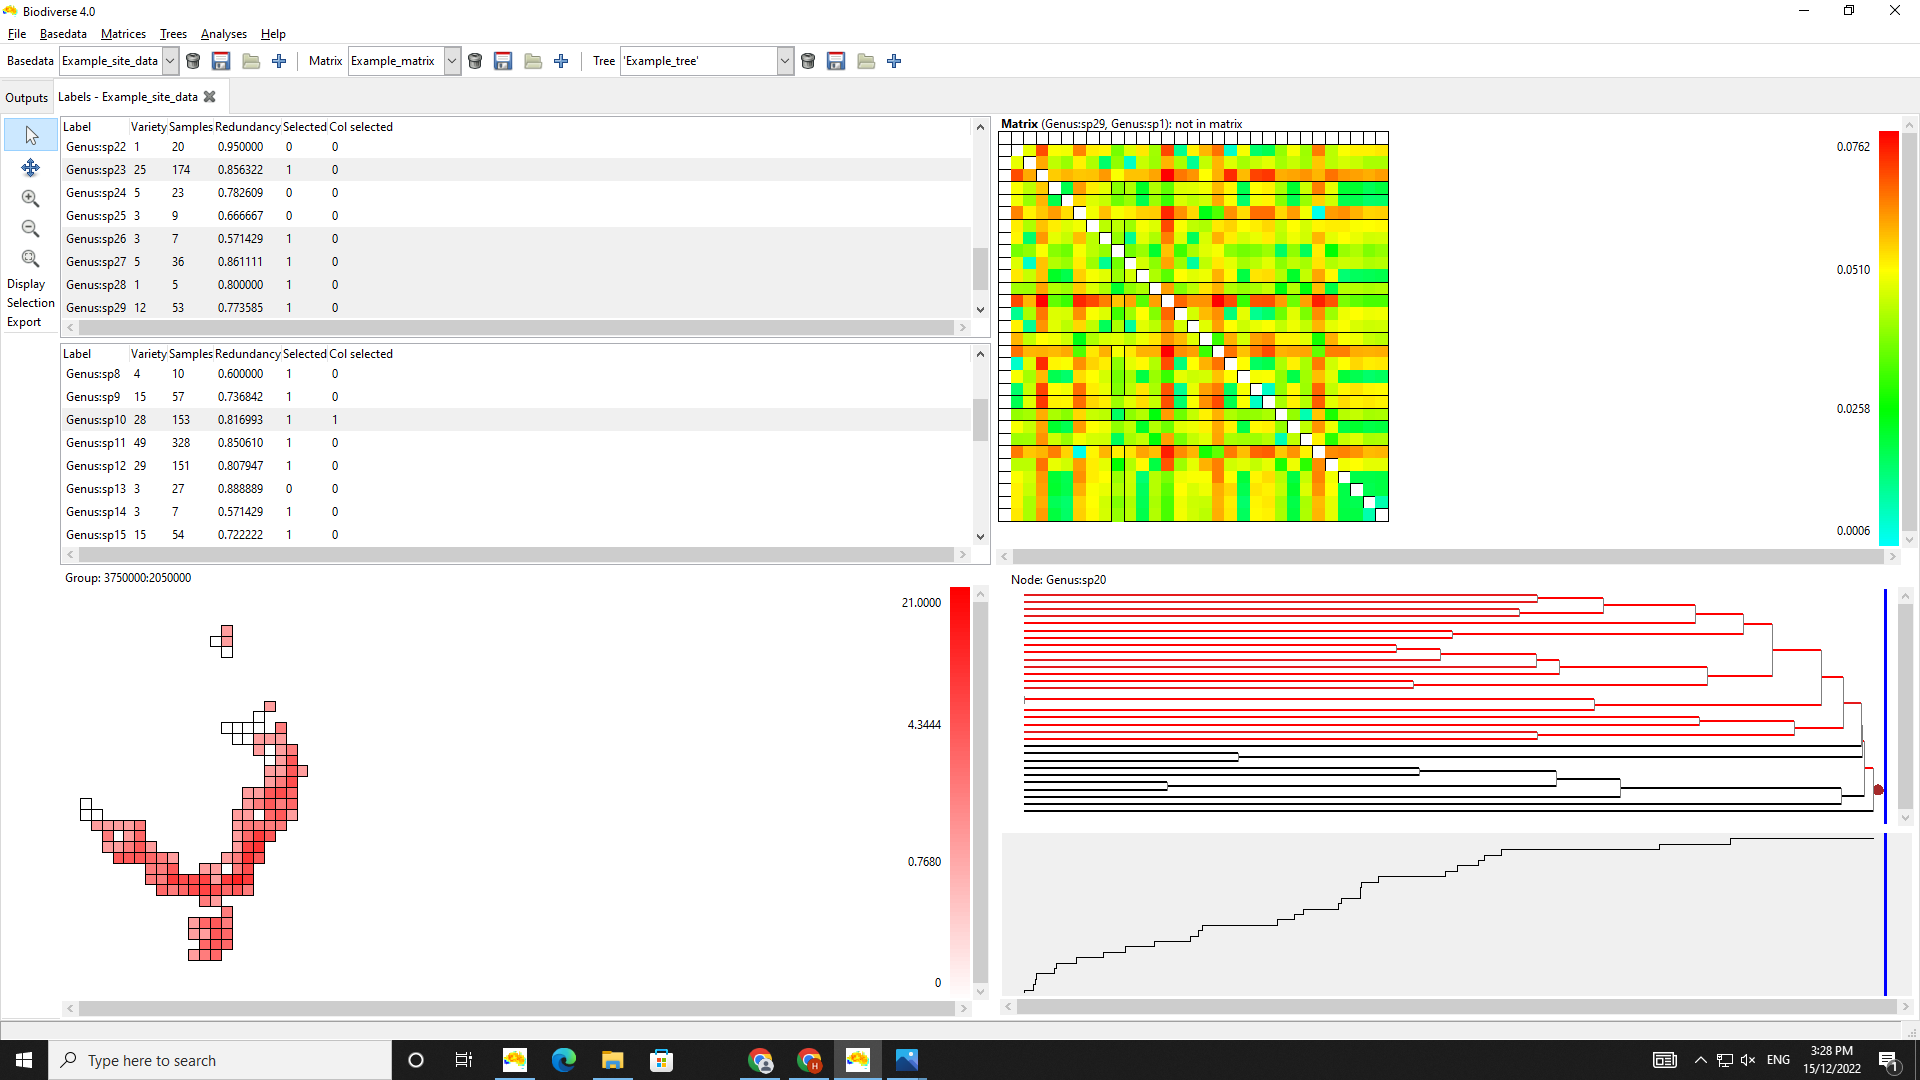 Biodiverse 4.0
File Basedata Matrices Trees Analyses Help
Basedata Example_site_data Matrix Example_matrix Tree 'Example_tree'
Outputs Labels - Example_site_data
Label Variety Samples Redundancy Selected Col selected
Genus:sp22 1 20 0.950000 0 0
Genus:sp23 25 174 0.856322 1 0
Genus:sp24 5 23 0.782609 0 0
Genus:sp25 3 9 0.666667 0 0
Genus:sp26 3 7 0.571429 1 0
Genus:sp27 5 36 0.861111 1 0
Genus:sp28 1 5 0.800000 1 0
Genus:sp29 12 53 0.773585 1 0
Display
Selection
Export
Label Variety Samples Redundancy Selected Col selected
Genus:sp8 4 10 0.600000 1 0
Genus:sp9 15 57 0.736842 1 0
Genus:sp10 28 153 0.816993 1 1
Genus:sp11 49 328 0.850610 1 0
Genus:sp12 29 151 0.807947 1 0
Genus:sp13 3 27 0.888889 0 0
Genus:sp14 3 7 0.571429 1 0
Genus:sp15 15 54 0.722222 1 0
Matrix (Genus:sp29, Genus:sp1): not in matrix
0.0762
0.0510
0.0258
0.0006
Group: 3750000:2050000
21.0000
4.3444
0.7680
0
Node: Genus:sp20
Type here to search
H
ENG
3:28 PM
15/12/2022
1